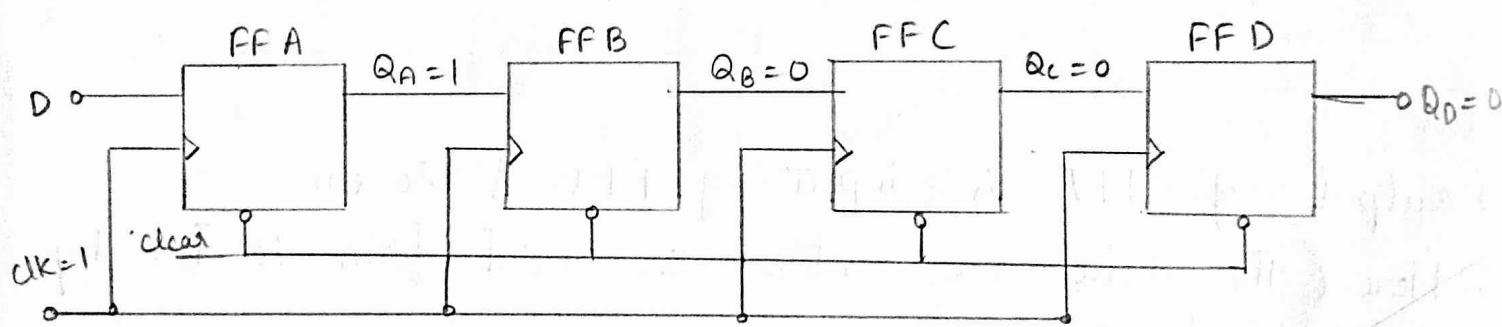 FF A FF B FF C FF D
D QA = 1 QB = 0 QC = 0 QD = 0
clear
clk = 1